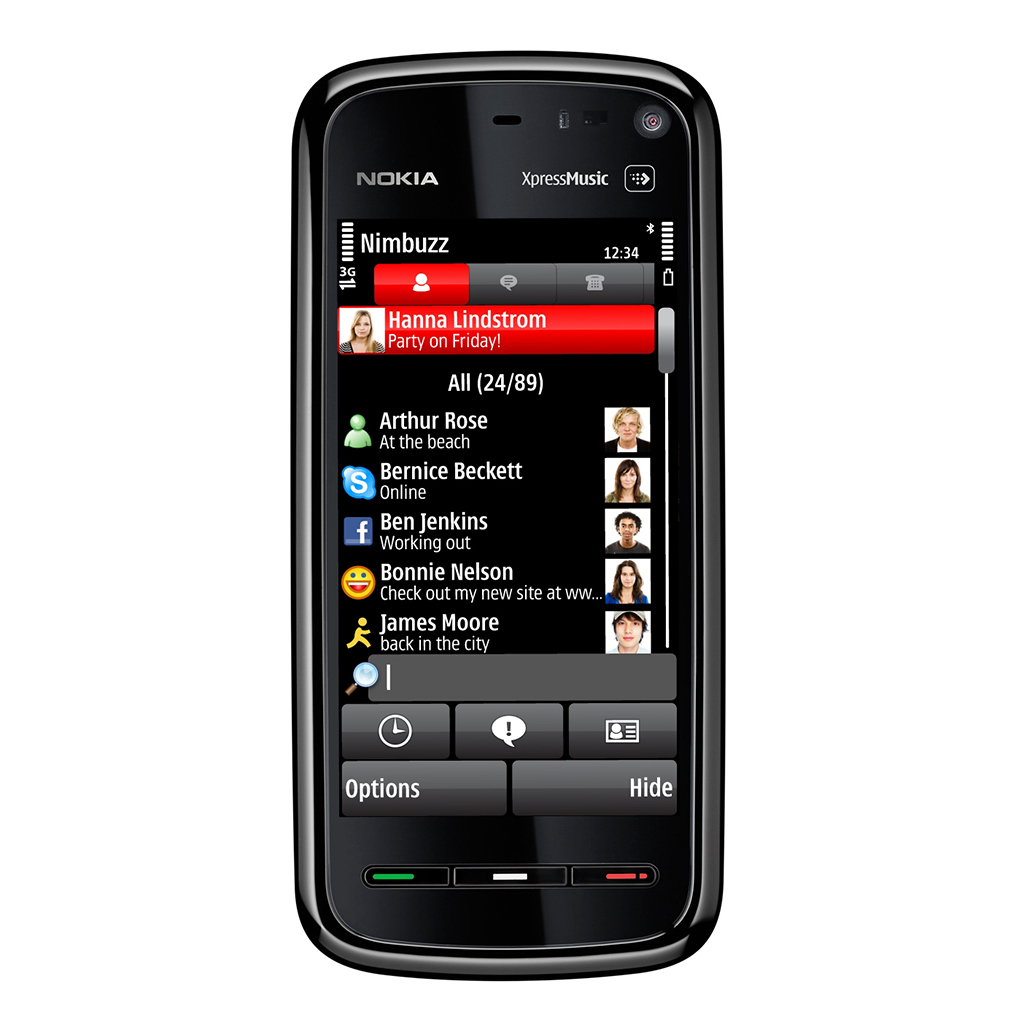 NOKIA
XpressMusic
Nimbuzz
12:34
3G
Hanna Lindstrom
Party on Friday!
All (24/89)
Arthur Rose
At the beach
Bernice Beckett
Online
Ben Jenkins
Working out
Bonnie Nelson
Check out my new site at ww...
James Moore
back in the city
Options
Hide